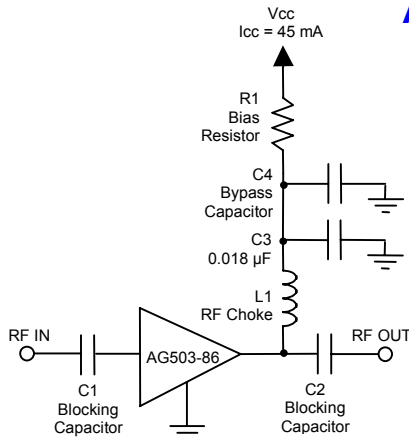 Vcc
Icc = 45 mA
R1
Bias
Resistor
C4
Bypass
Capacitor
C3
0.018 µF
L1
RF Choke
RF IN
AG503-86
RF OUT
C1
Blocking
Capacitor
C2
Blocking
Capacitor